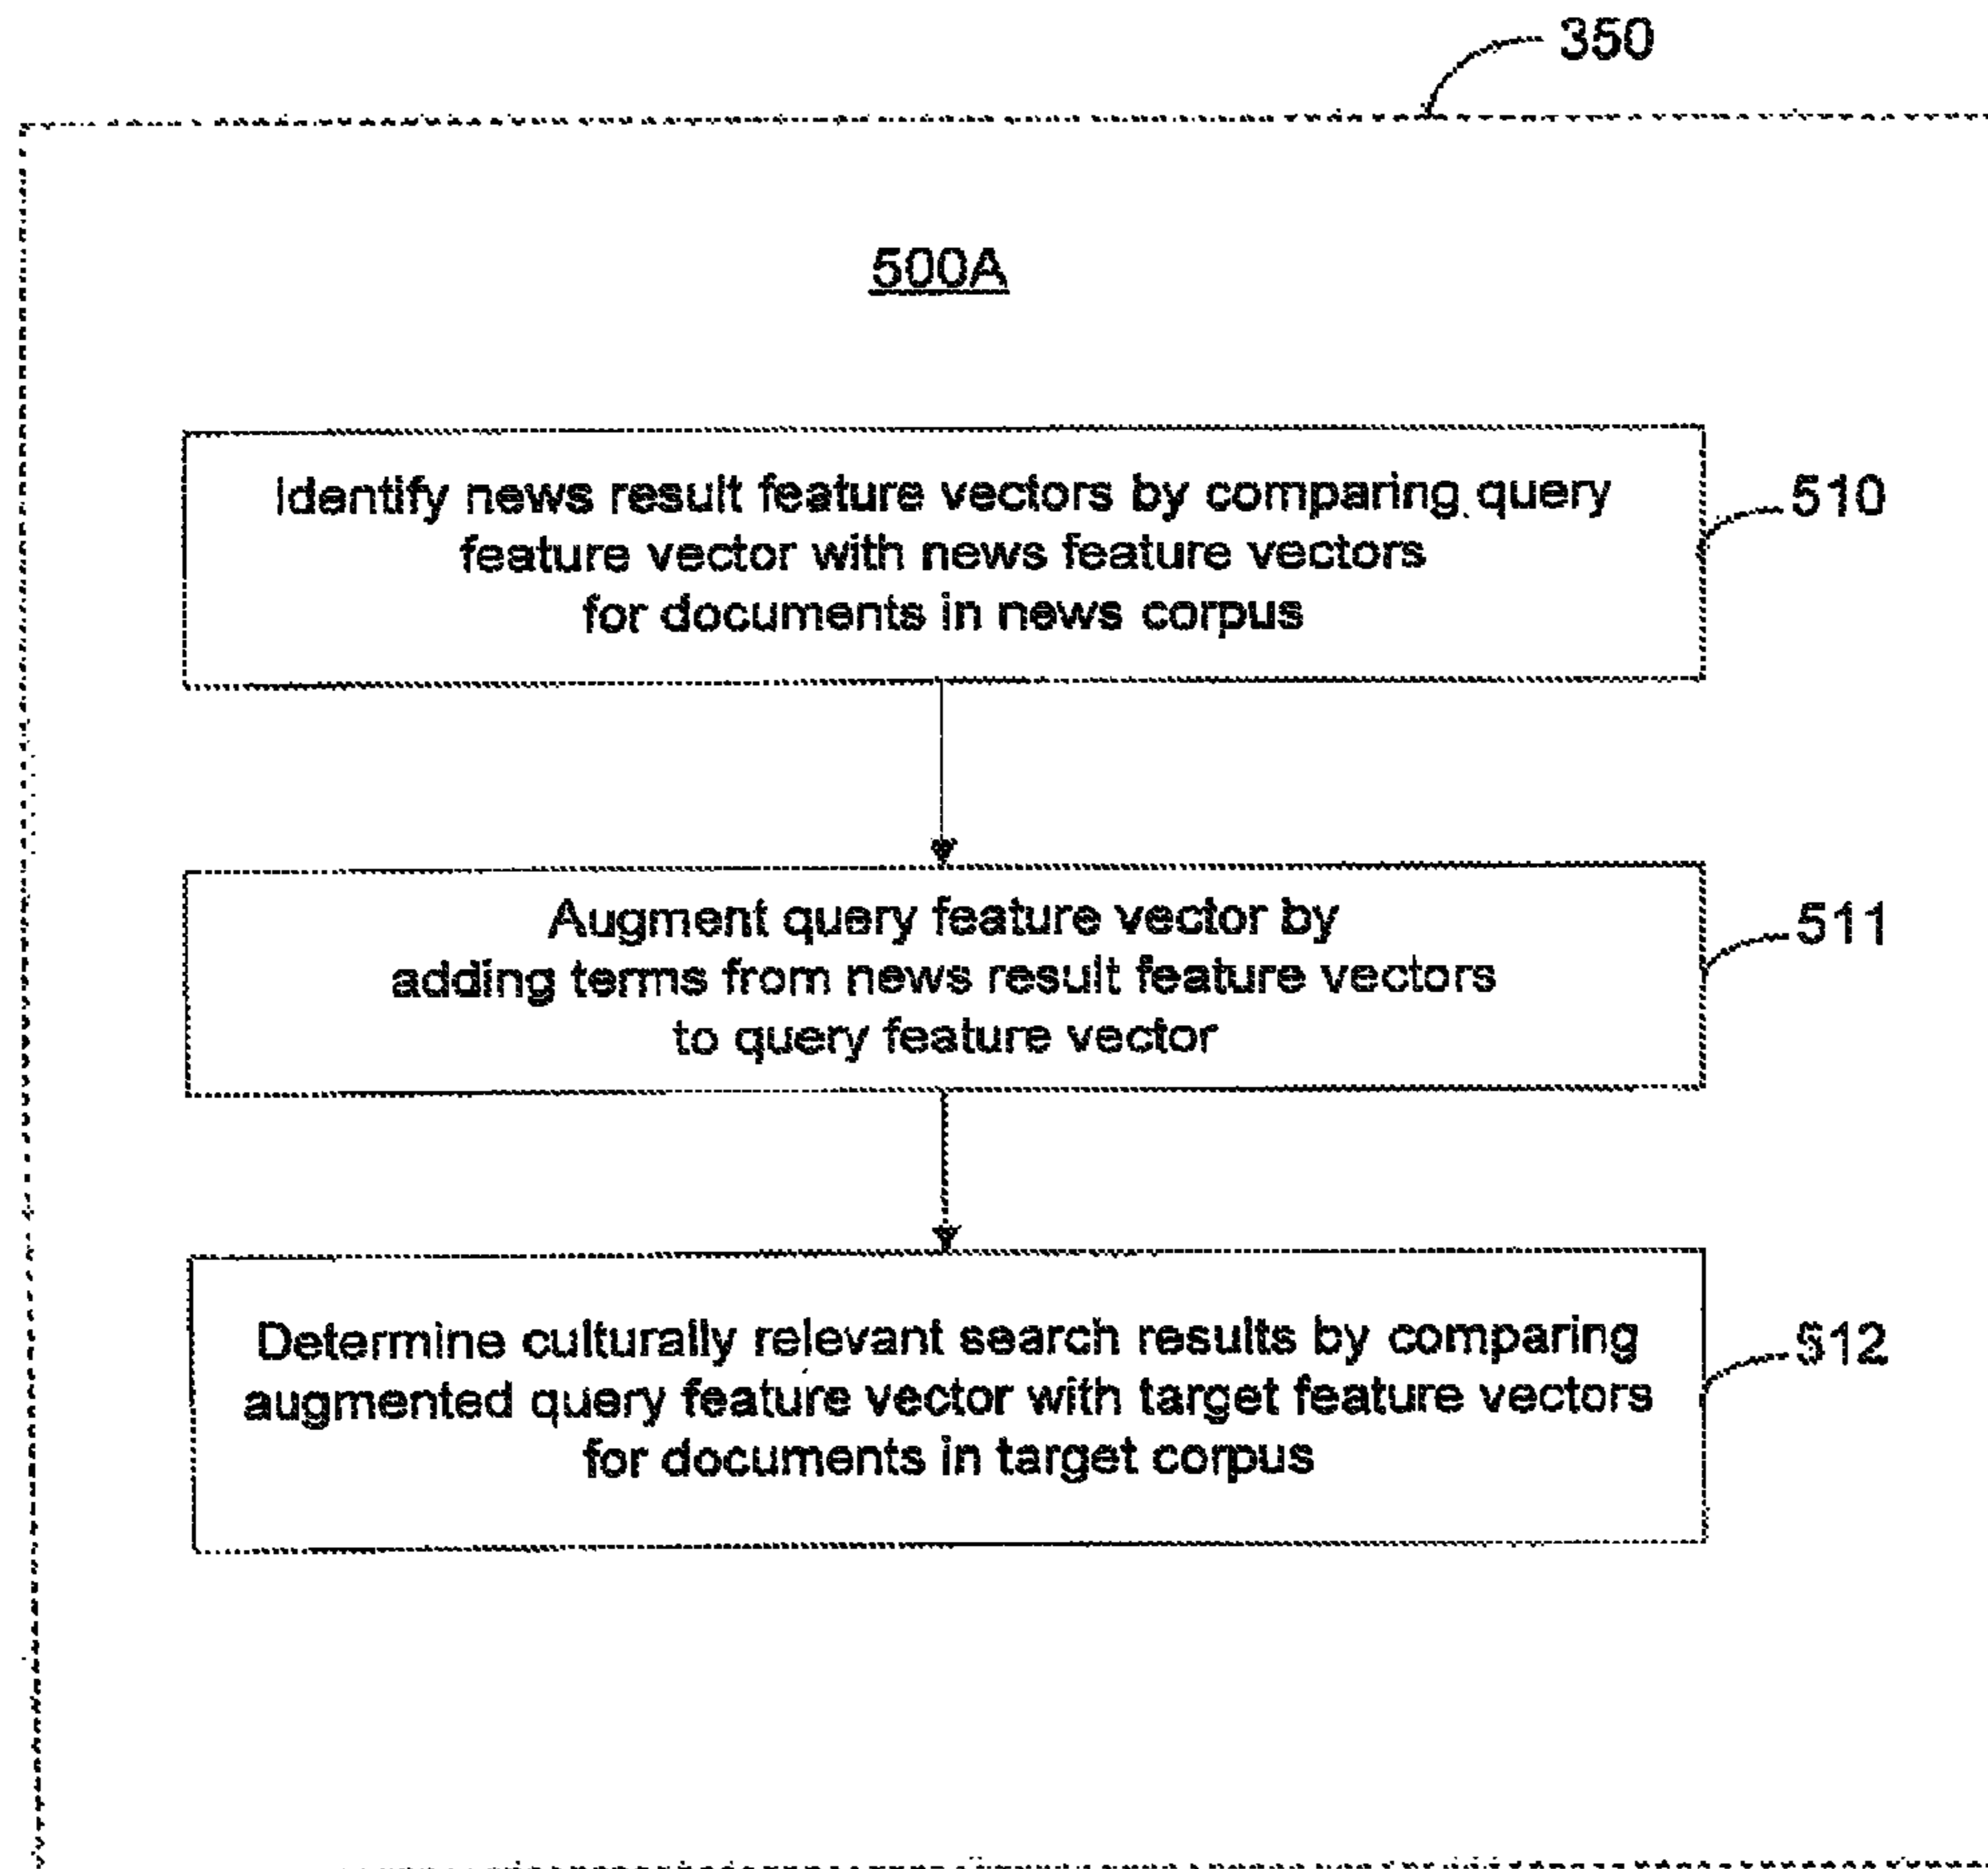 350
500A
Identify news result feature vectors by comparing query
feature vector with news feature vectors
for documents in news corpus
510
Augment query feature vector by
adding terms from news result feature vectors
to query feature vector
511
Determine culturally relevant search results by comparing
augmented query feature vector with target feature vectors
for documents in target corpus
512